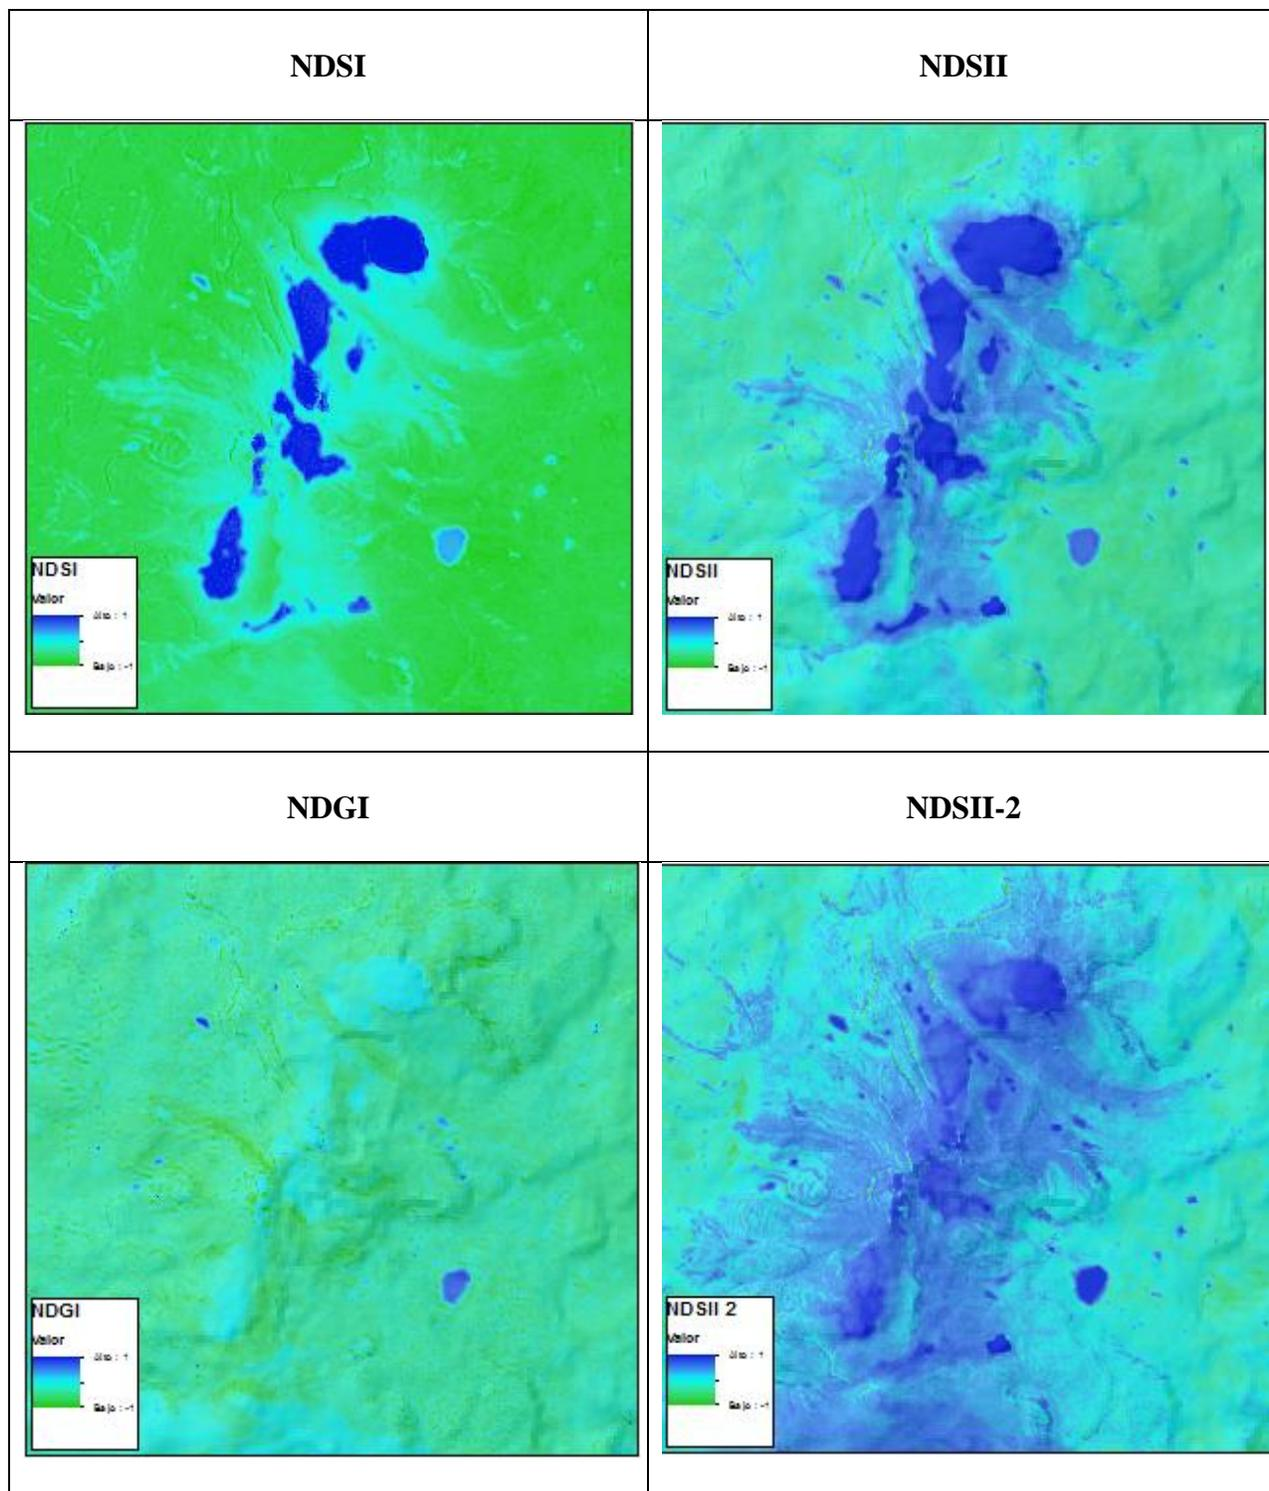 NDSI
NDSII
NDSI
Valor
Alto : 1
Bajo : -1
NDSII
Valor
Alto : 1
Bajo : -1
NDGI
NDSII-2
NDGI
Valor
Alto : 1
Bajo : -1
NDSII 2
Valor
Alto : 1
Bajo : -1